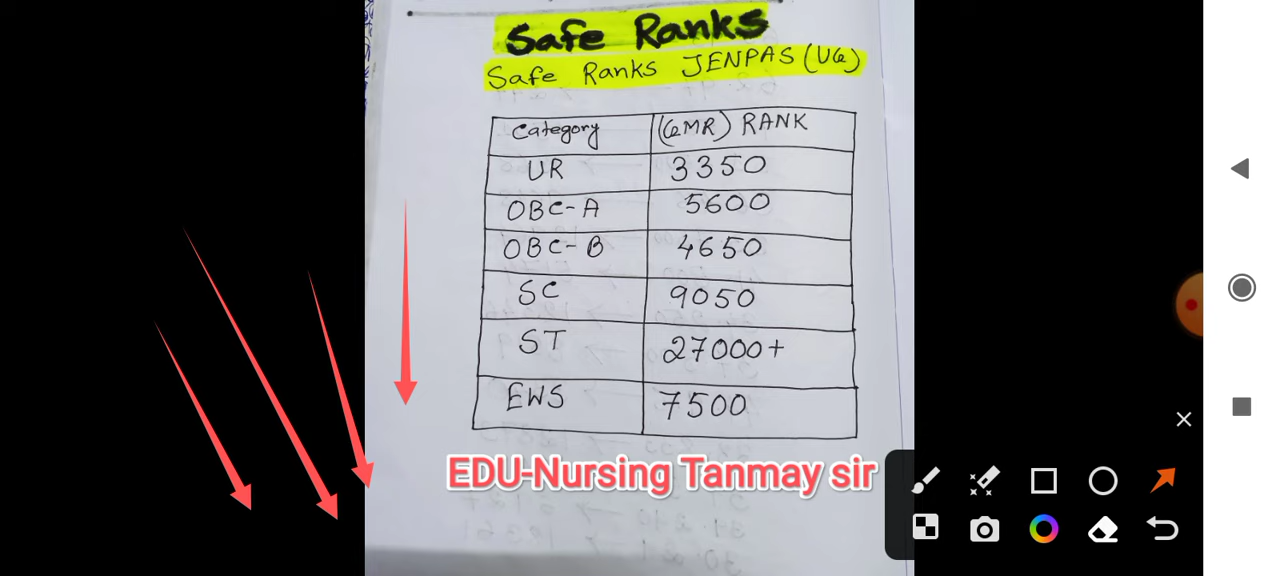 Safe Ranks
Safe Ranks JENPAS (UG)
Category (GMR) RANK
UR 3350
OBC-A 5600
OBC-B 4650
SC 9050
ST 27000+
EWS 7500
EDU-Nursing Tanmay sir